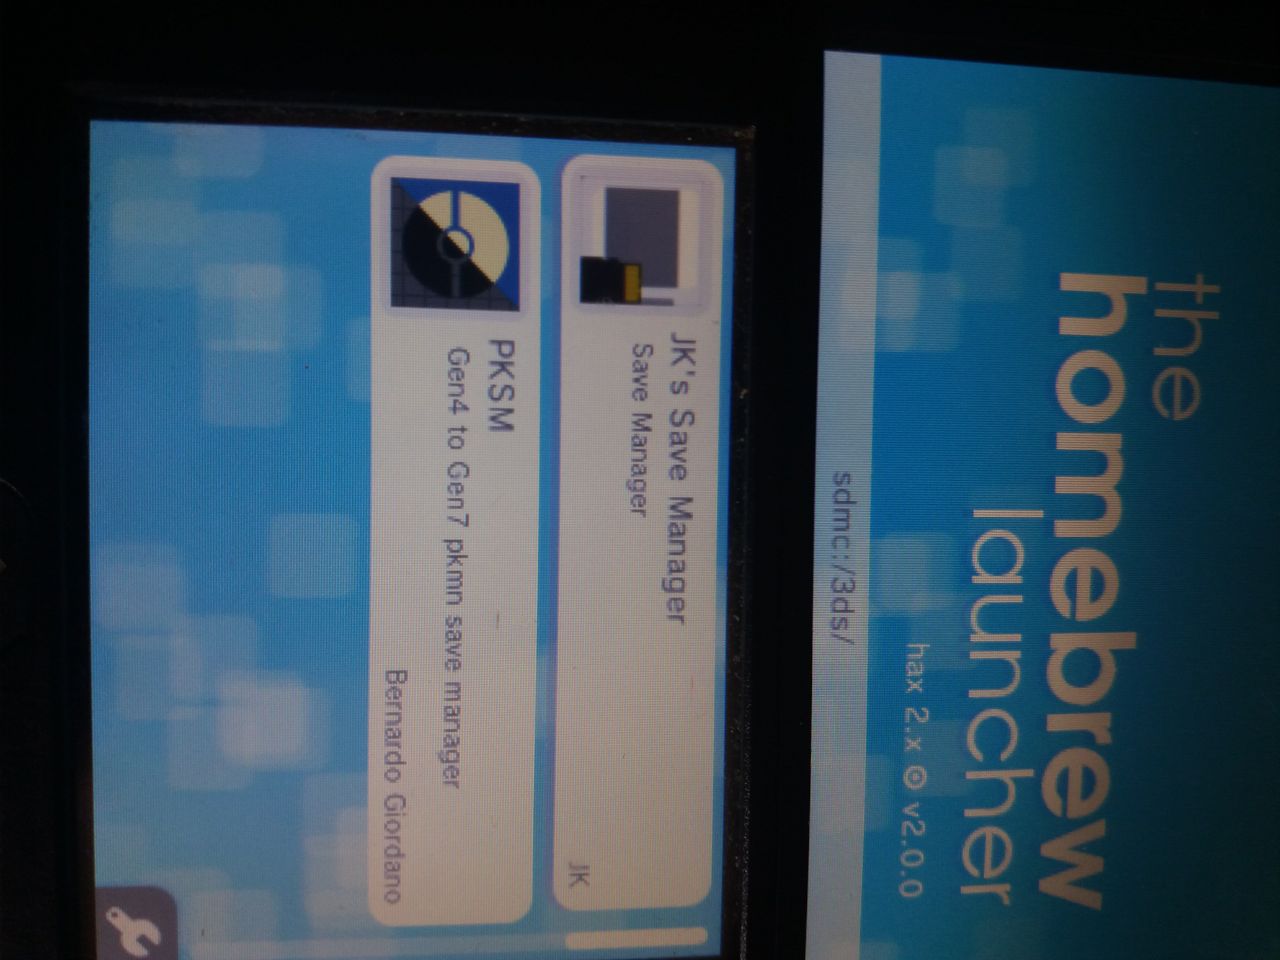 the
homebrew
launcher
hax 2.x ⊙ v2.0.0
sdmc:/3ds/
JK's Save Manager
Save Manager
JK
PKSM
Gen4 to Gen7 pkmn save manager
Bernardo Giordano